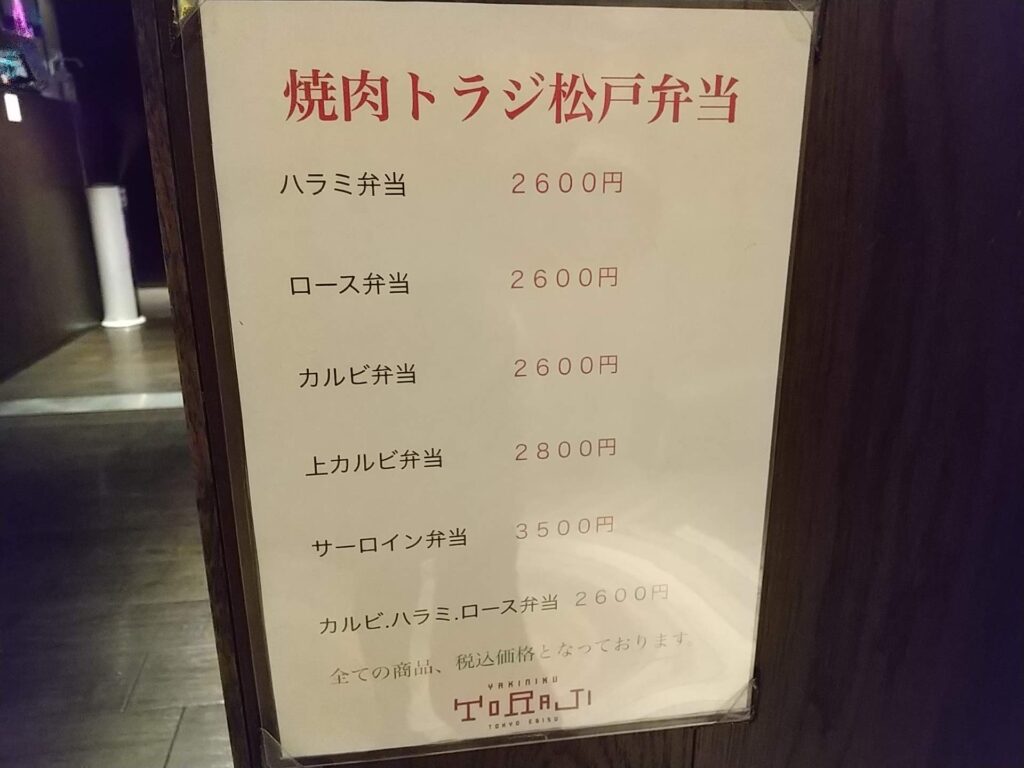 焼肉トラジ松戸弁当
ハラミ弁当 2600円
ロース弁当 2600円
カルビ弁当 2600円
上カルビ弁当 2800円
サーロイン弁当 3500円
カルビ.ハラミ.ロース弁当 2600円
全ての商品、税込価格となっております。
YAKINIKU
TORAJI
TOKYO EBISU